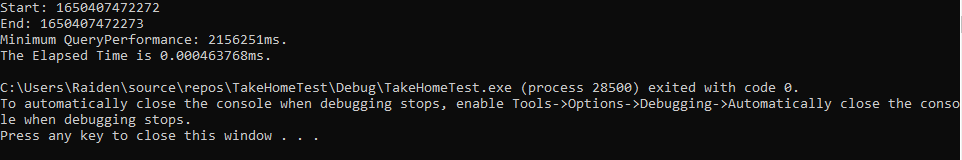 Start: 1650407472272
End: 1650407472273
Minimum QueryPerformance: 2156251ms.
The Elapsed Time is 0.000463768ms.
C:\Users\Raiden\source\repos\TakeHomeTest\Debug\TakeHomeTest.exe (process 28500) exited with code 0.
To automatically close the console when debugging stops, enable Tools->Options->Debugging->Automatically close the conso
le when debugging stops.
Press any key to close this window . . .